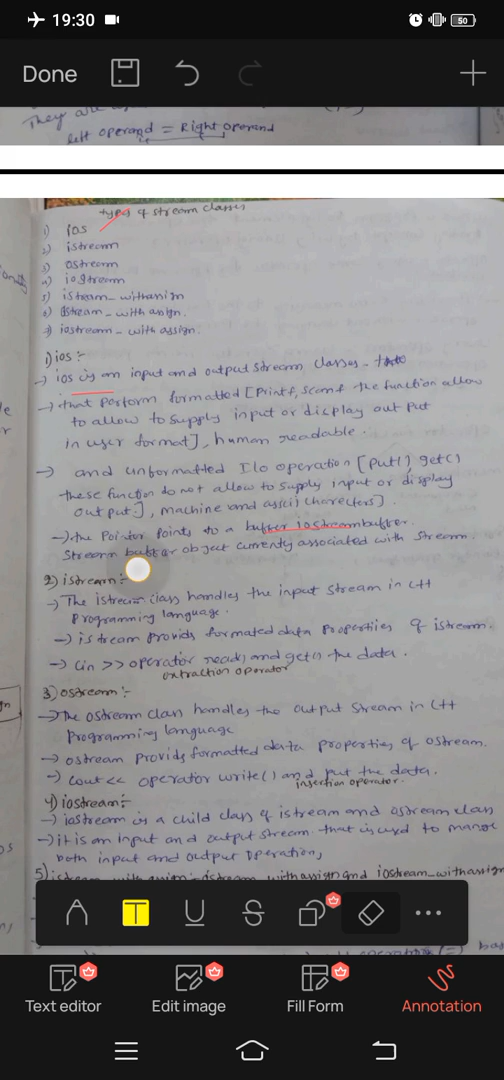 19:30
50
Done
They are
left operand = Right operand
types of stream classes
1) ios
2) istream
3) ostream
4) iostream
5) istream_withassign
6) ostream_with assign.
7) iostream_with assign.
1) ios :-
→ ios is an input and output stream classes -
→ that perform formatted [Printf, Scanf the function allow
to allow to supply input or display out put
in user format], human readable.
→ and unformatted I/o operation [put(), get()
these function do not allow to supply input or display
out put], machine and ascii charecters].
→ the Pointer Points to a buffer iostreambuffer.
Stream buffer object currently associated with stream.
2) istream :-
→ The istream class handles the input stream in C++
Programming language.
→ istream provids formated data Properties of istream.
→ Cin >> operator read() and get() the data.
extraction operator
3) ostream :-
→ The ostream class handles the output stream in C++
Programming language
→ ostream provids formatted data properties of ostream.
→ cout << operator write() and put the data.
insertion operator.
4) iostream :-
→ iostream is a child class of istream and ostream class
→ it is an input and output stream that is used to mange
both input and output operation,
5) istream_with assign, ostream_withassign and iostream_withassign
T
U
S
Text editor
Edit image
Fill Form
Annotation